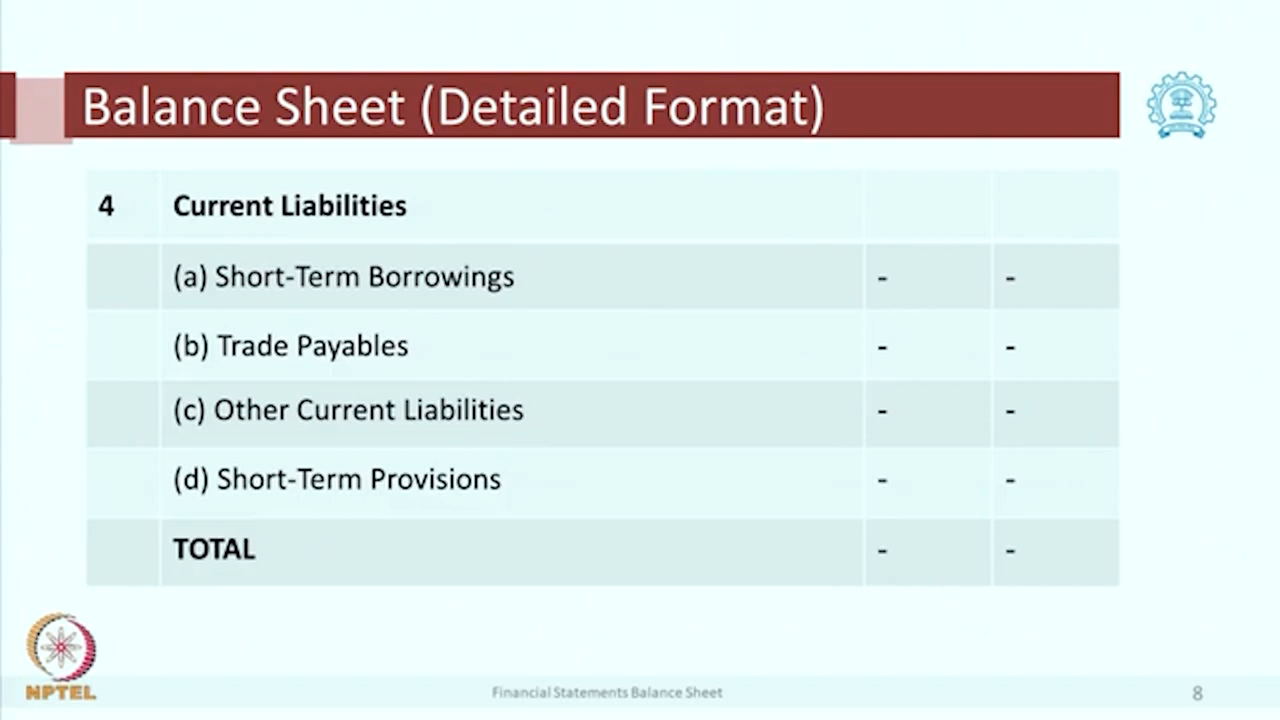 Balance Sheet (Detailed Format)
4 Current Liabilities
(a) Short-Term Borrowings - -
(b) Trade Payables - -
(c) Other Current Liabilities - -
(d) Short-Term Provisions - -
TOTAL - -
NPTEL
Financial Statements Balance Sheet
8